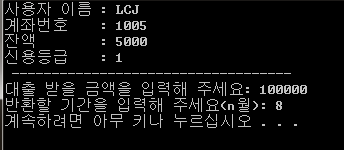 사용자 이름 : LCJ
계좌번호 : 1005
잔액 : 5000
신용등급 : 1
------------------------------------
대출 받을 금액을 입력해 주세요: 100000
반환할 기간을 입력해 주세요(n월): 8
계속하려면 아무 키나 누르십시오 . . .